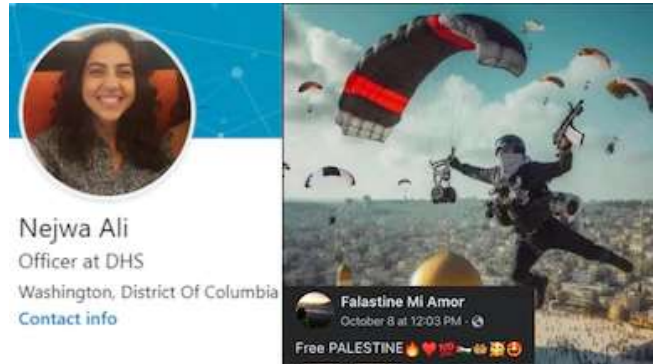 Nejwa Ali
Officer at DHS
Washington, District Of Columbia
Contact info
Falastine Mi Amor
October 8 at 12:03 PM ·
Free PALESTINE🔥❤️💯